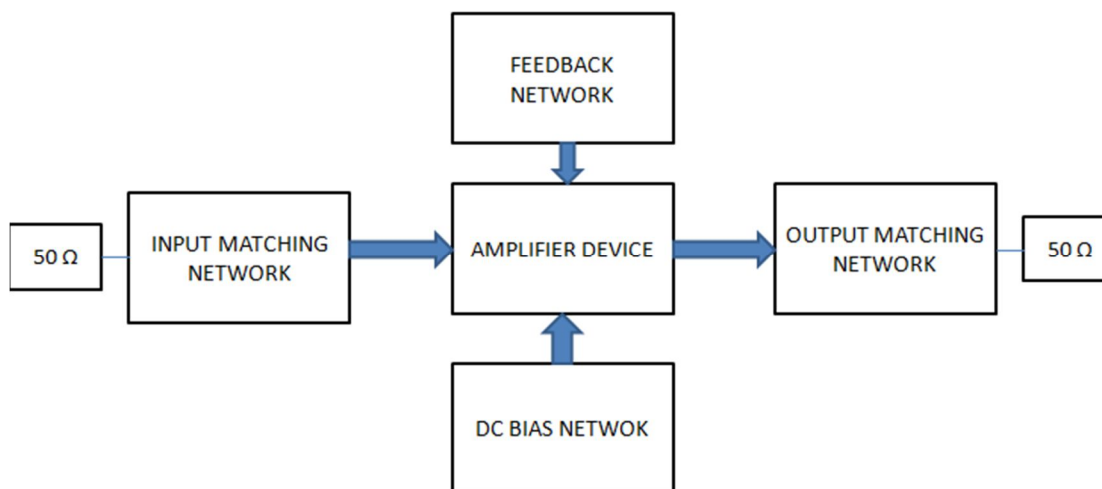 FEEDBACK
NETWORK
50 Ω
INPUT MATCHING
NETWORK
AMPLIFIER DEVICE
OUTPUT MATCHING
NETWORK
50 Ω
DC BIAS NETWOK